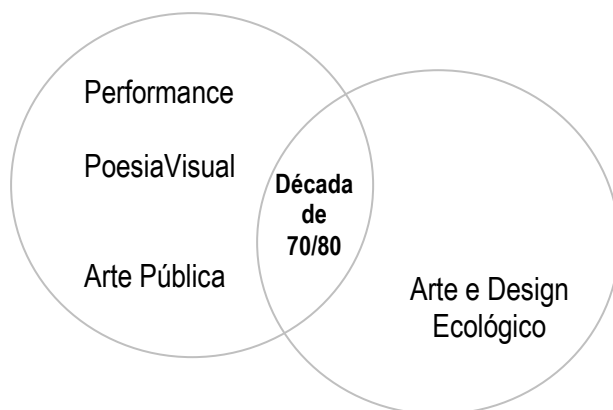 Performance
PoesiaVisual
Década
de
70/80
Arte Pública
Arte e Design
Ecológico